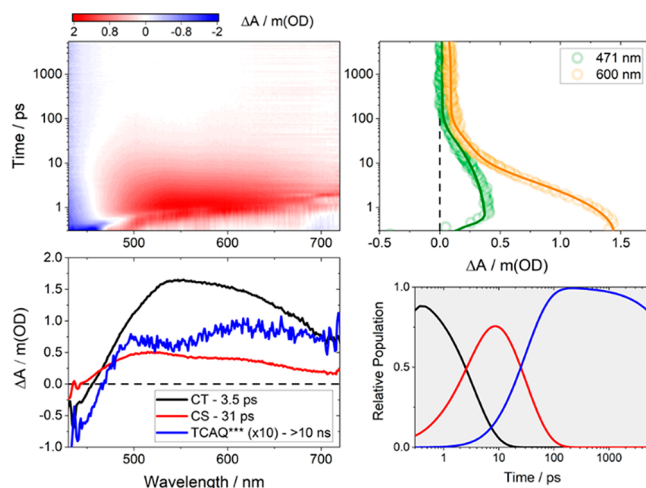 2 0.8 0 -0.8 -2
ΔA / m(OD)
Time / ps
1000
100
10
1
500 600 700
471 nm
600 nm
1000
100
10
1
-0.5 0.0 0.5 1.0 1.5
ΔA / m(OD)
ΔA / m(OD)
2.0
1.5
1.0
0.5
0.0
-0.5
-1.0
CT - 3.5 ps
CS - 31 ps
TCAQ*** (x10) - >10 ns
500 550 600 650 700
Wavelength / nm
Relative Population
1.0
0.5
0.0
1 10 100 1000
Time / ps